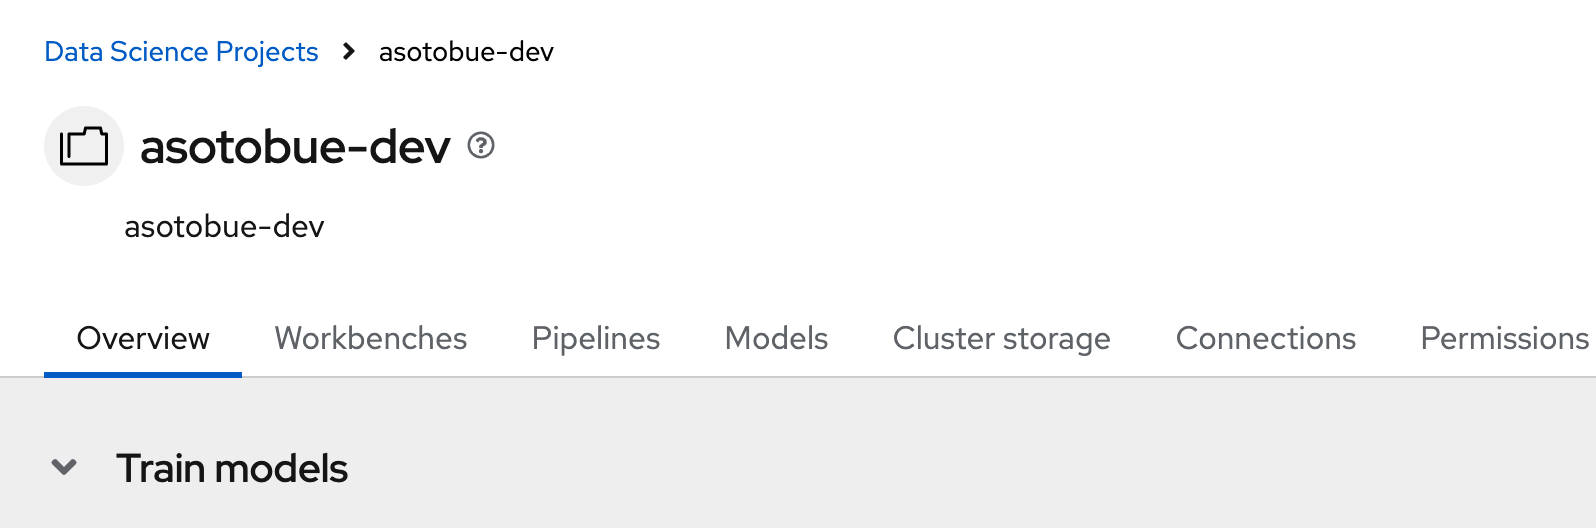 Data Science Projects > asotobue-dev
asotobue-dev
asotobue-dev
Overview Workbenches Pipelines Models Cluster storage Connections Permissions
Train models